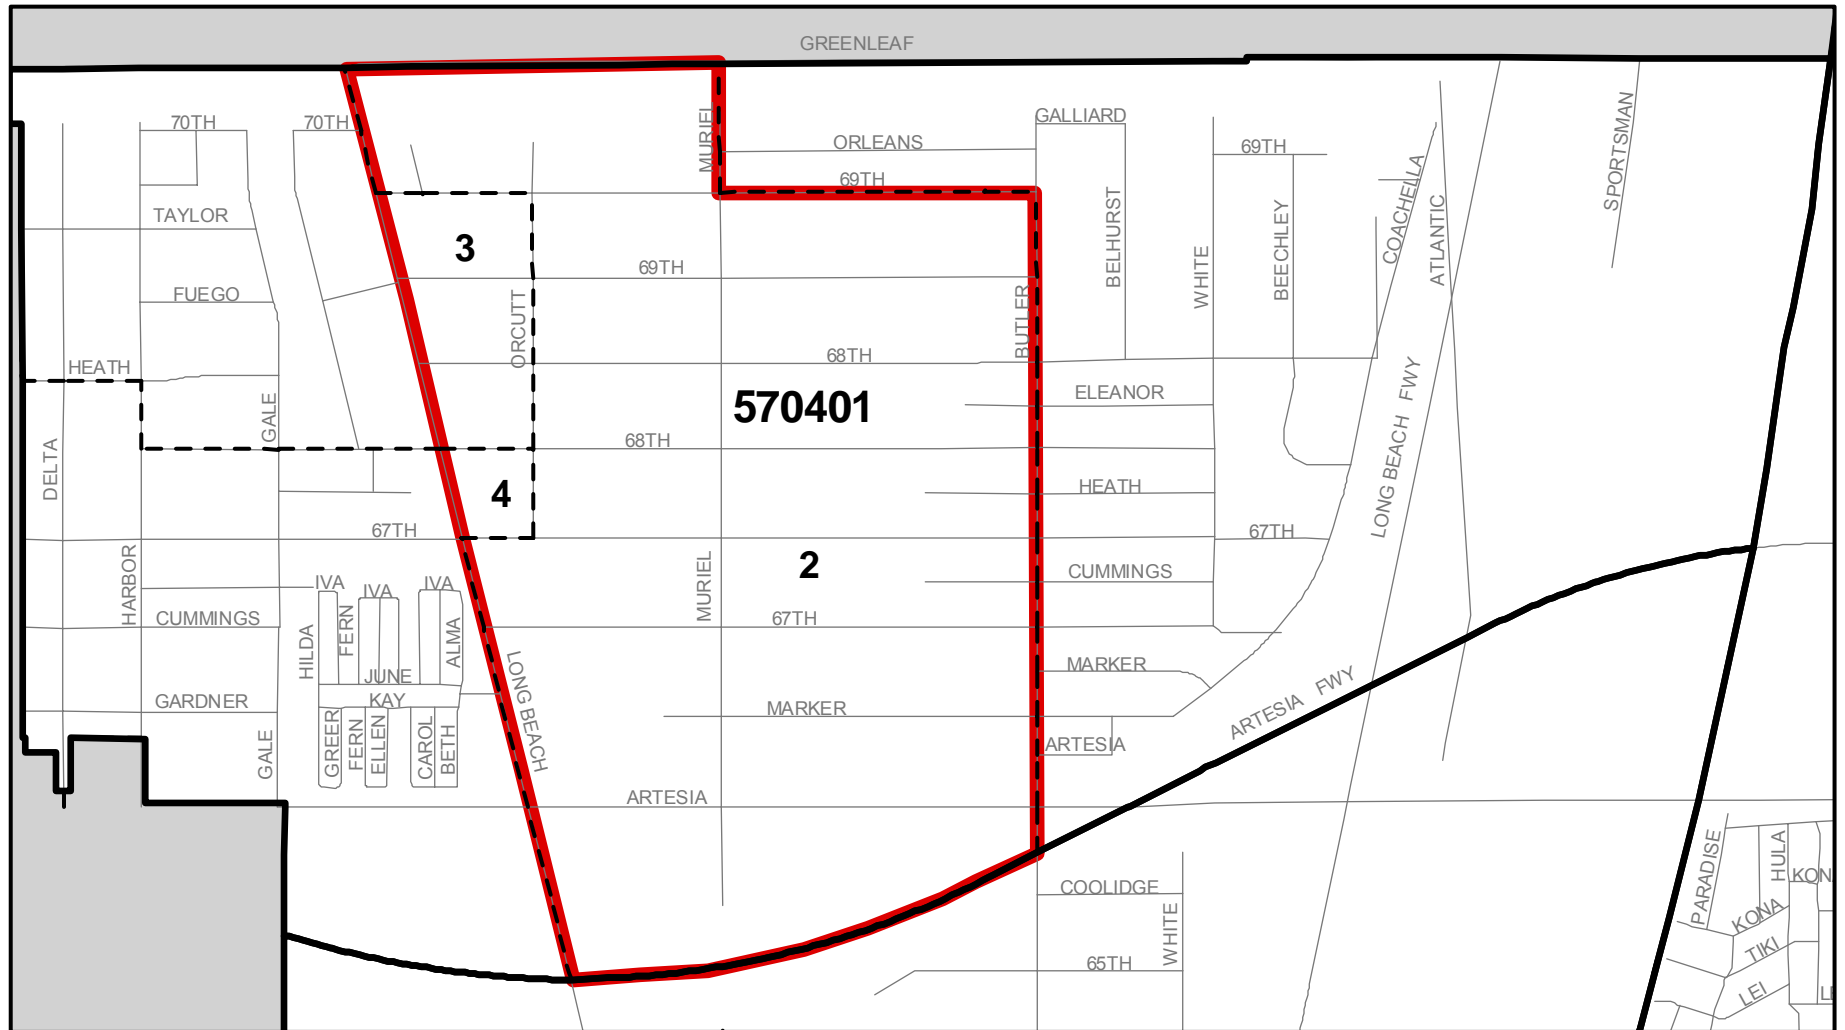 GREENLEAF
70TH
70TH
MURIEL
GALLIARD
ORLEANS
69TH
69TH
SPORTSMAN
COACHELLA
ATLANTIC
TAYLOR
3
69TH
BELHURST
WHITE
BEECHLEY
FUEGO
ORCUTT
BUTLER
HEATH
68TH
LONG BEACH FWY
GALE
570401
ELEANOR
68TH
DELTA
4
HEATH
67TH
67TH
HARBOR
MURIEL
2
CUMMINGS
IVA
IVA
IVA
CUMMINGS
HILDA
FERN
ALMA
67TH
JUNE
LONG BEACH
MARKER
KAY
GARDNER
MARKER
ARTESIA FWY
GALE
GREER
FERN
ELLEN
CAROL
BETH
ARTESIA
ARTESIA
PARADISE
HULA
KON
COOLIDGE
WHITE
KONA
TIKI
65TH
LEI